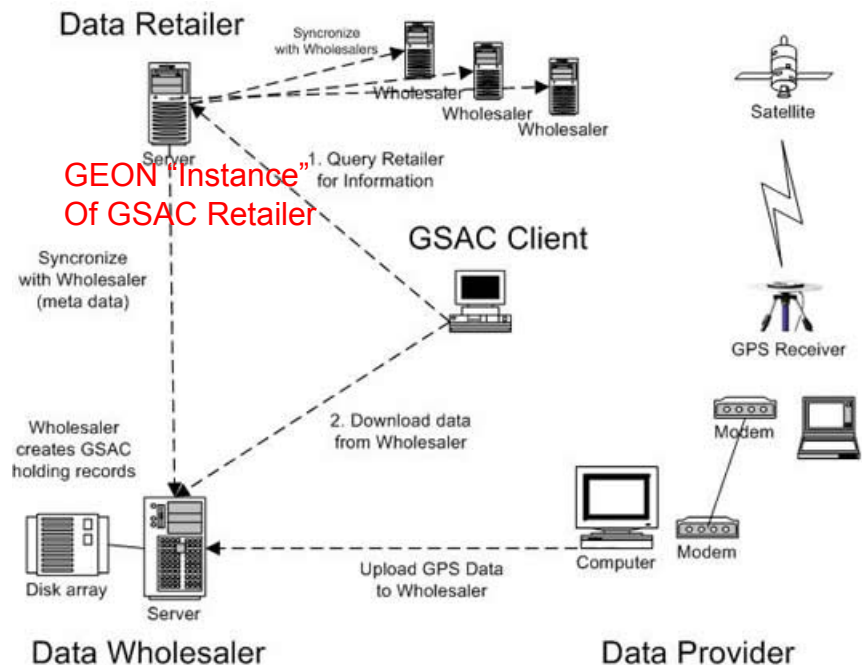 Data Retailer
Syncronize
with Wholesalers
Wholesaler
Wholesaler
Wholesaler
Satellite
Server
1. Query Retailer
for Information
GEON “Instance”
Of GSAC Retailer
GSAC Client
Syncronize
with Wholesaler
(meta data)
GPS Receiver
2. Download data
from Wholesaler
Wholesaler
creates GSAC
holding records
Modem
Disk array
Server
Upload GPS Data
to Wholesaler
Computer
Modem
Data Wholesaler
Data Provider